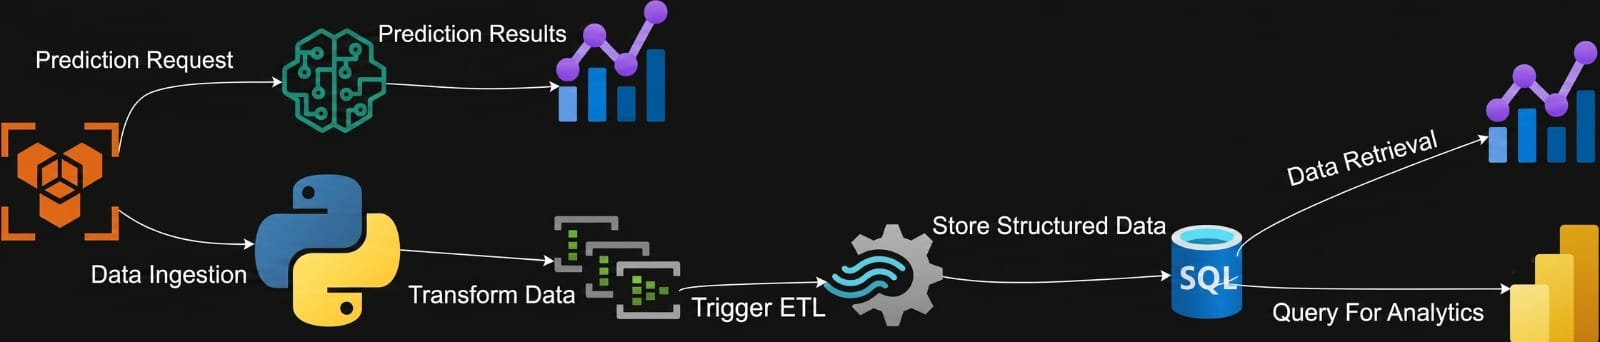 Prediction Request
Prediction Results
Data Ingestion
Transform Data
Trigger ETL
Store Structured Data
SQL
Data Retrieval
Query For Analytics